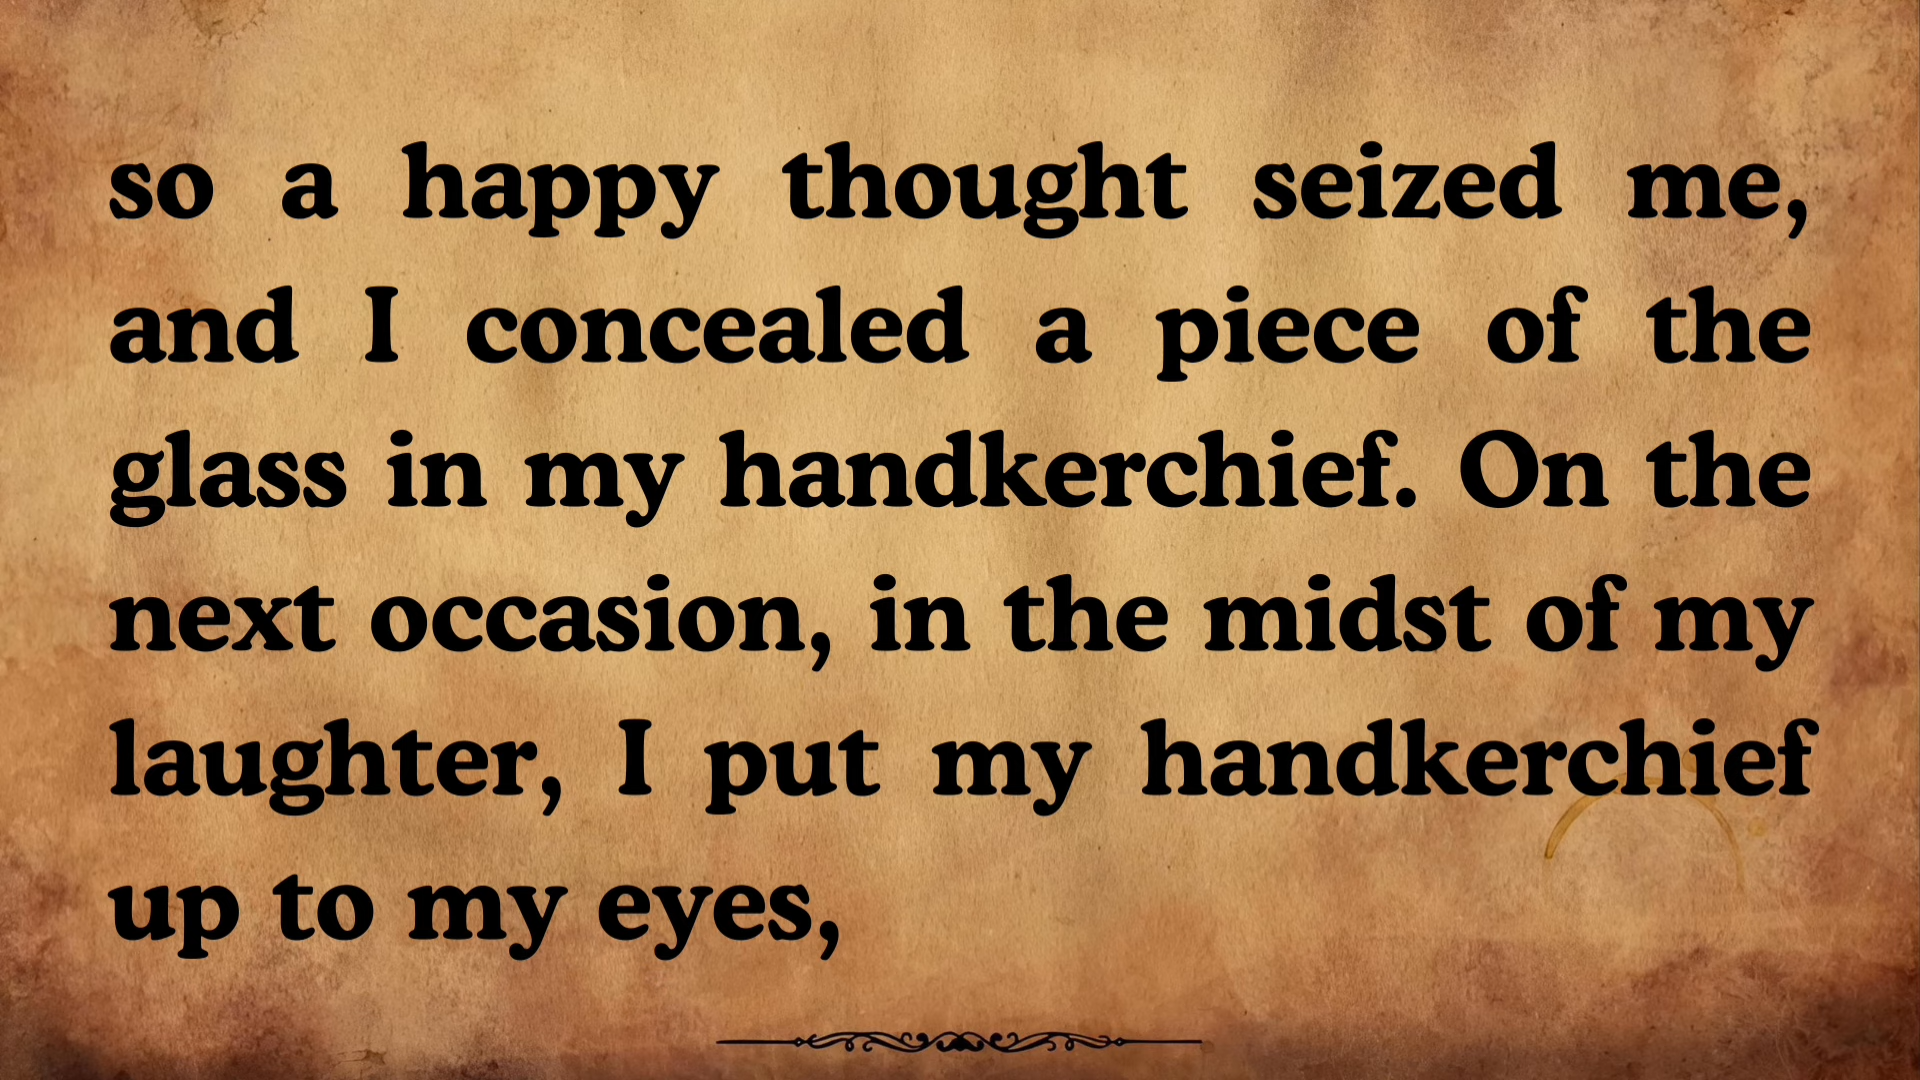 so a happy thought seized me,
and I concealed a piece of the
glass in my handkerchief. On the
next occasion, in the midst of my
laughter, I put my handkerchief
up to my eyes,